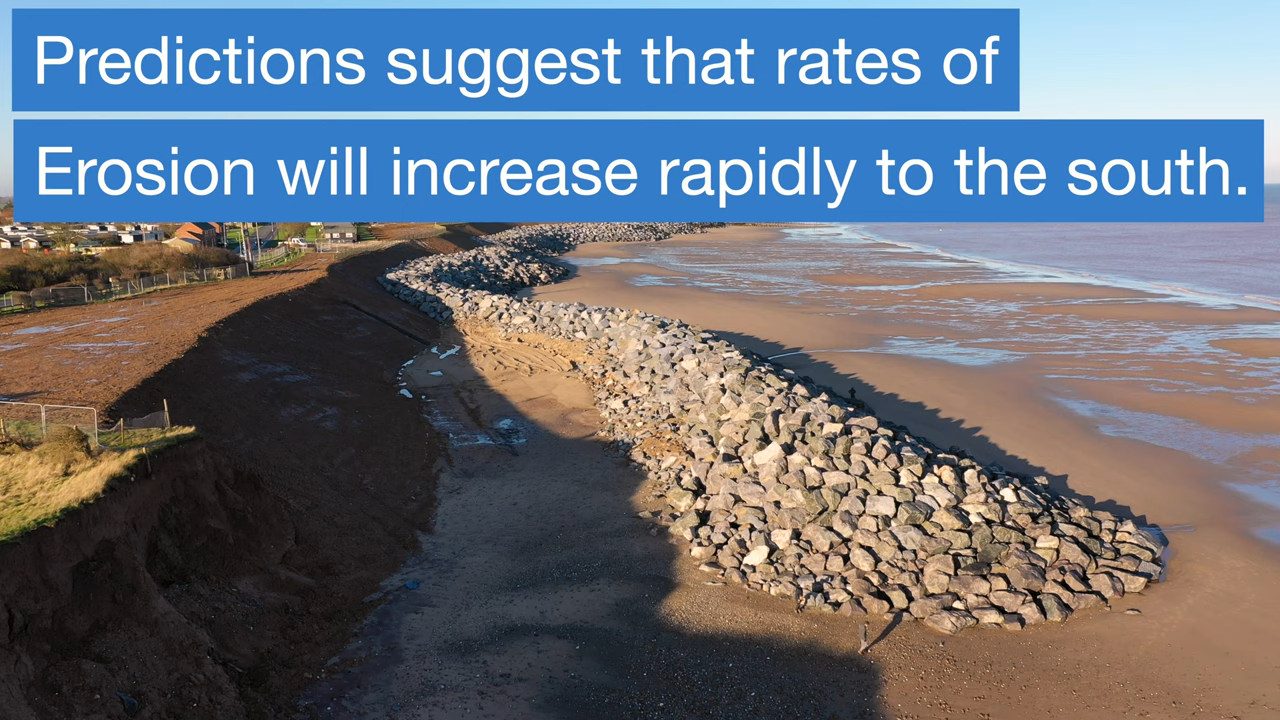 Predictions suggest that rates of
Erosion will increase rapidly to the south.